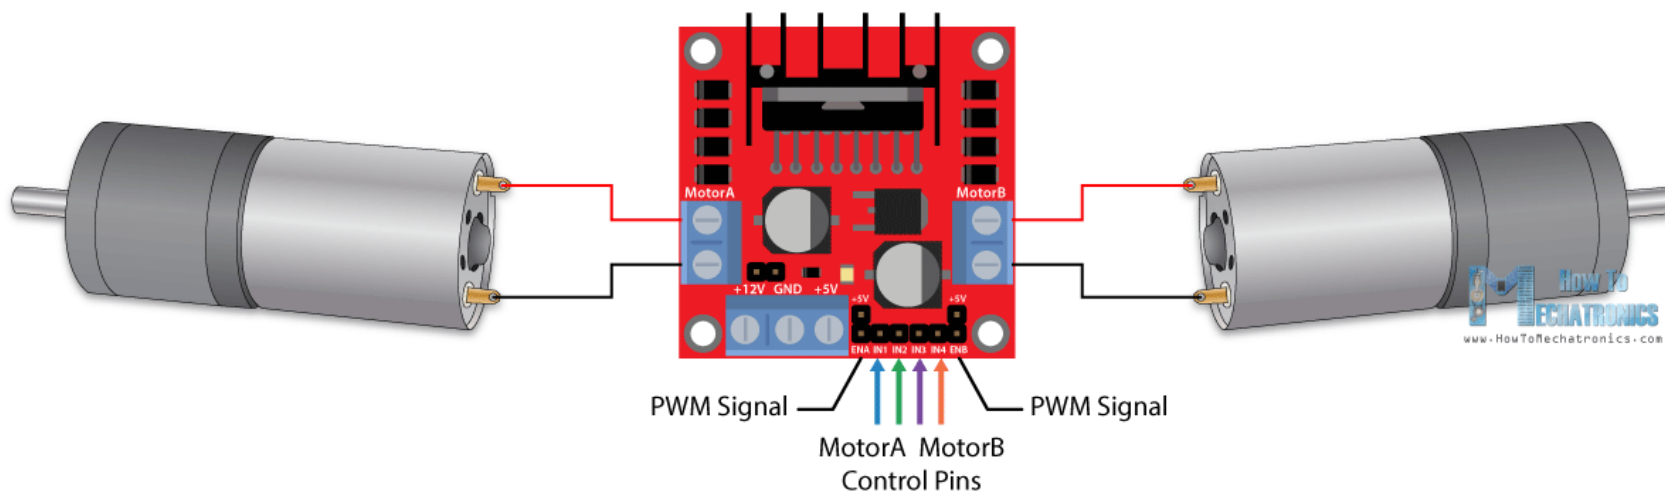 MotorA
MotorB
+12V GND +5V
+5V
+5V
ENA IN1 IN2 IN3 IN4 ENB
PWM Signal
PWM Signal
MotorA MotorB
Control Pins
How To
MECHATRONICS
www.HowToMechatronics.com